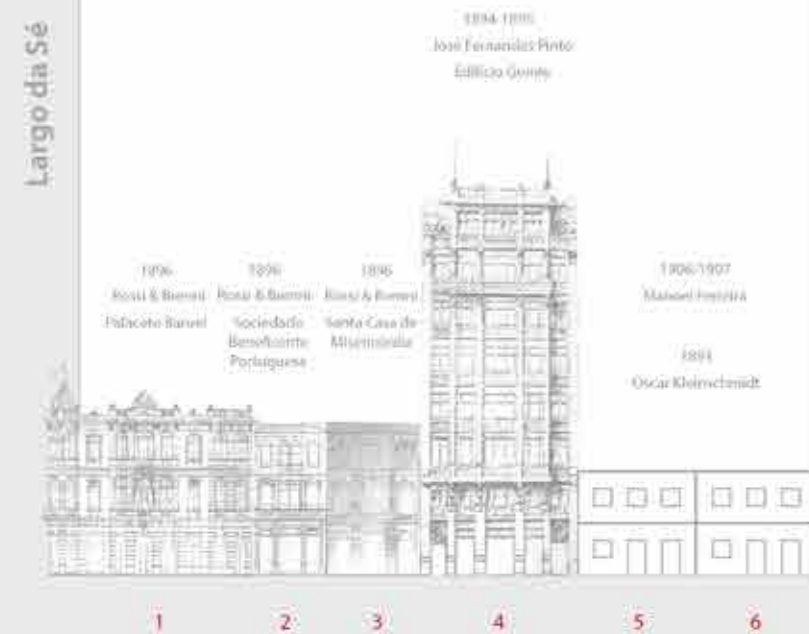 Largo da Sé
1894-1895
José Fernandes Pinto
Edifício
1896
Rossi & Brenni
Palacete Baruel
1896
Rossi & Brenni
Sociedade
Beneficente
Portuguesa
1896
Rossi & Brenni
Santa Casa de
Misericórdia
1906-1907
Manoel Ferreira
1891
Oscar Kleinschmidt
1
2
3
4
5
6